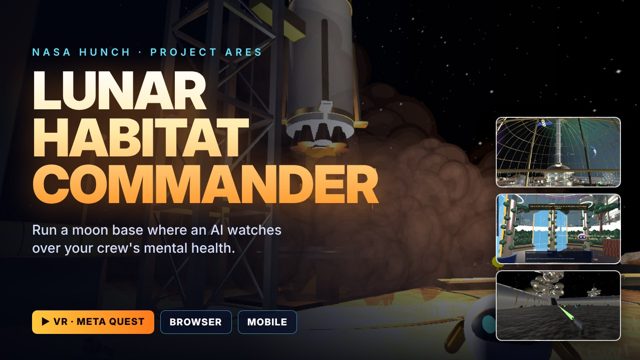 NASA HUNCH · PROJECT ARES
LUNAR
HABITAT
COMMANDER
Run a moon base where an AI watches
over your crew's mental health.
▶ VR · META QUEST
BROWSER
MOBILE